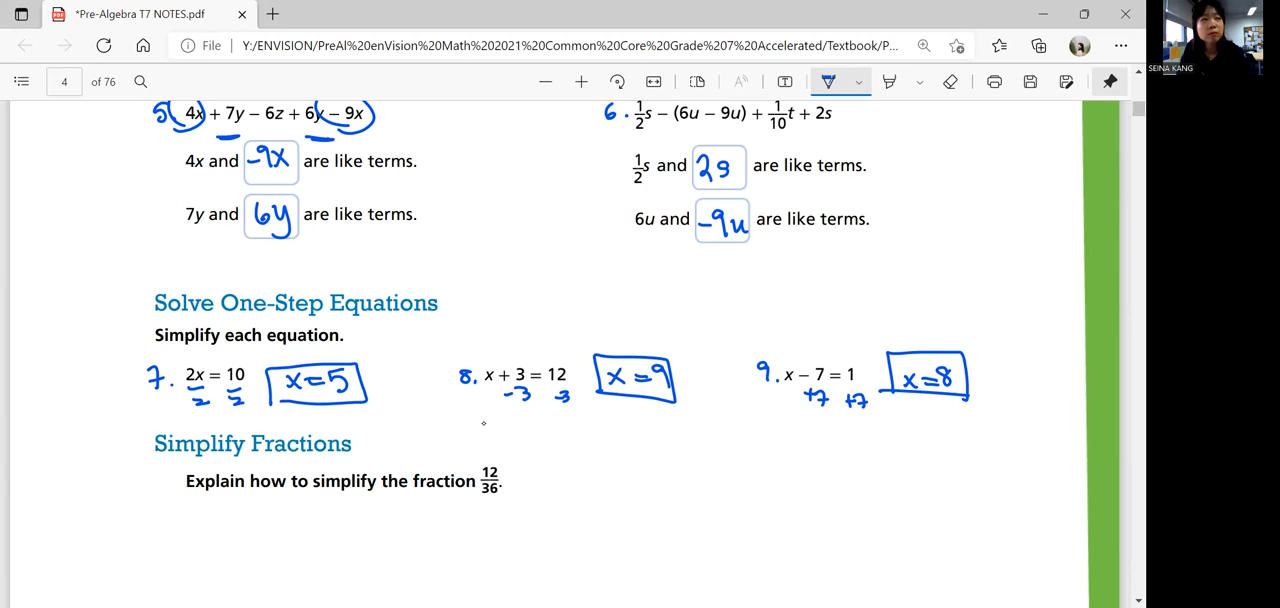 *Pre-Algebra T7 NOTES.pdf
File Y:/ENVISION/PreAl%20enVision%20Math%202021%20Common%20Core%20Grade%207%20Accelerated/Textbook/P...
SEINA KANG
4 of 76
5 4x + 7y − 6z + 6y − 9x
4x and -9x are like terms.
7y and 6y are like terms.
6. 1/2 s − (6u − 9u) + 1/10 t + 2s
1/2 s and 2s are like terms.
6u and -9u are like terms.
Solve One-Step Equations
Simplify each equation.
7. 2x = 10 x=5
2 2
8. x + 3 = 12 x=9
-3 -3
9. x − 7 = 1 x=8
+7 +7
Simplify Fractions
Explain how to simplify the fraction 12/36.